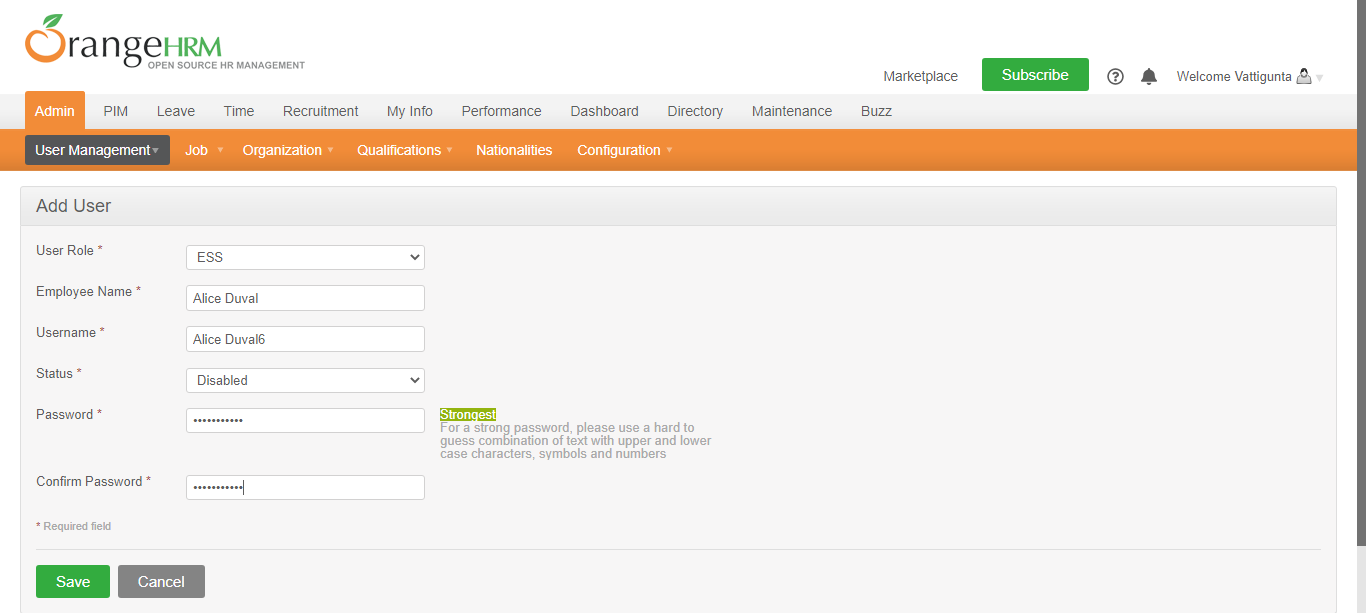 OrangeHRM
OPEN SOURCE HR MANAGEMENT
Marketplace Subscribe ? Welcome Vattigunta
Admin PIM Leave Time Recruitment My Info Performance Dashboard Directory Maintenance Buzz
User Management Job Organization Qualifications Nationalities Configuration
Add User
User Role * ESS
Employee Name * Alice Duval
Username * Alice Duval6
Status * Disabled
Password * ••••••••••• Strongest
For a strong password, please use a hard to
guess combination of text with upper and lower
case characters, symbols and numbers
Confirm Password * •••••••••••
* Required field
Save Cancel